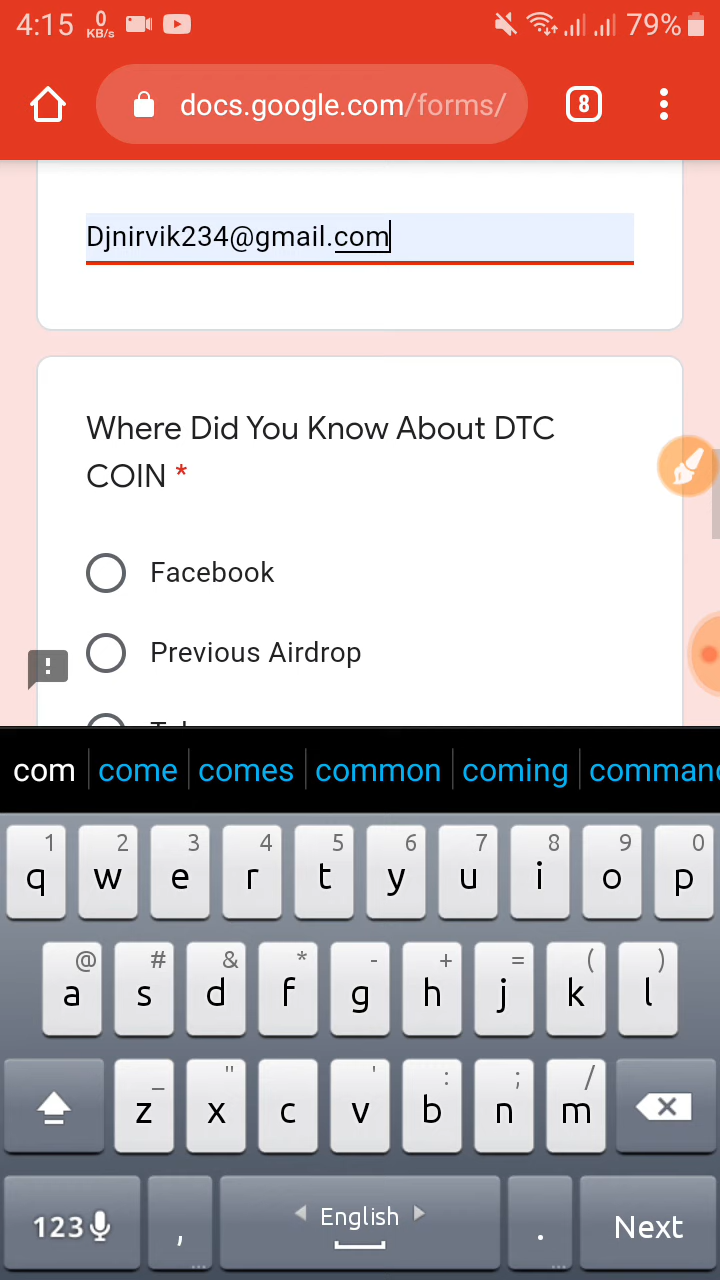 4:15 0 KB/s 79%
docs.google.com/forms/ 8
Djnirvik234@gmail.com
Where Did You Know About DTC
COIN *
Facebook
Previous Airdrop
com come comes common coming command
1 2 3 4 5 6 7 8 9 0
q w e r t y u i o p
@ # & * - + = ( )
a s d f g h j k l
_ " ' : ; /
z x c v b n m
123 , English . Next